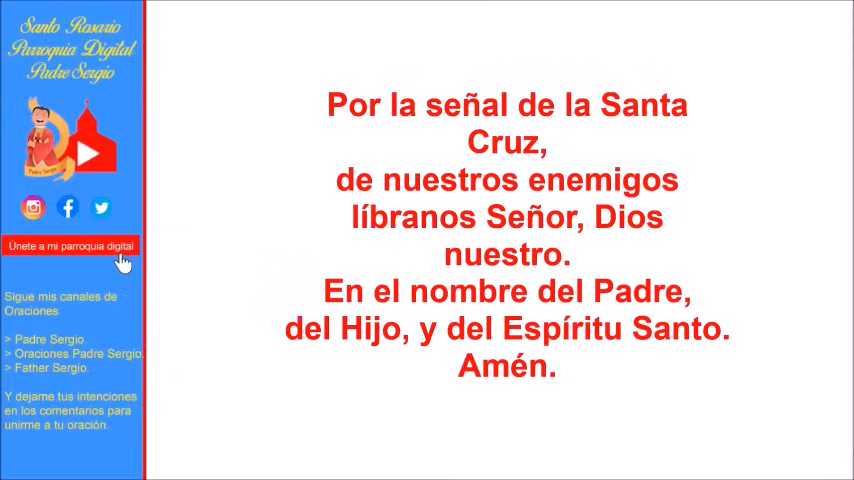 Santo Rosario
Parroquia Digital
Padre Sergio
Padre Sergio
Únete a mi parroquia digital
Sigue mis canales de
Oraciones
> Padre Sergio.
> Oraciones Padre Sergio.
> Father Sergio.
Y dejame tus intenciones
en los comentarios para
unirme a tu oración.
Por la señal de la Santa
Cruz,
de nuestros enemigos
líbranos Señor, Dios
nuestro.
En el nombre del Padre,
del Hijo, y del Espíritu Santo.
Amén.